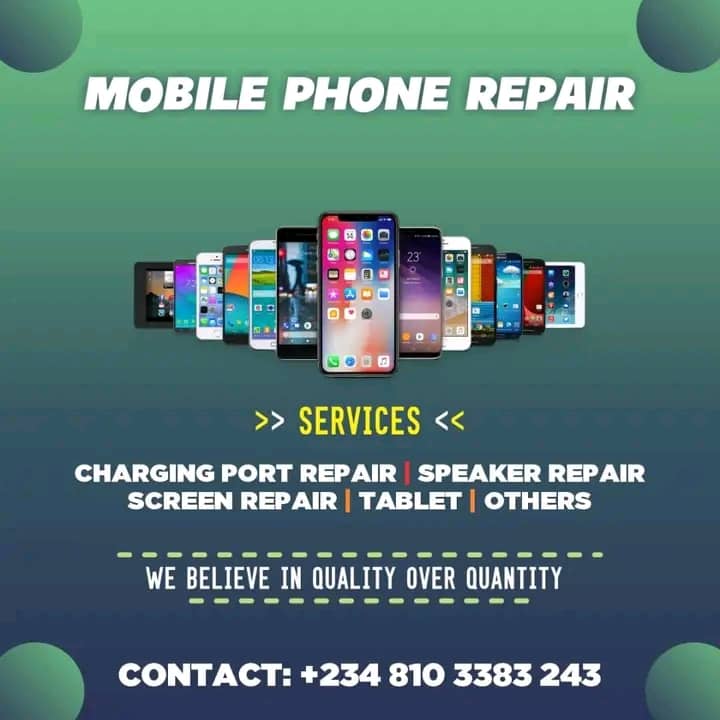 MOBILE PHONE REPAIR
>> SERVICES <<
CHARGING PORT REPAIR | SPEAKER REPAIR
SCREEN REPAIR | TABLET | OTHERS
WE BELIEVE IN QUALITY OVER QUANTITY
CONTACT: +234 810 3383 243